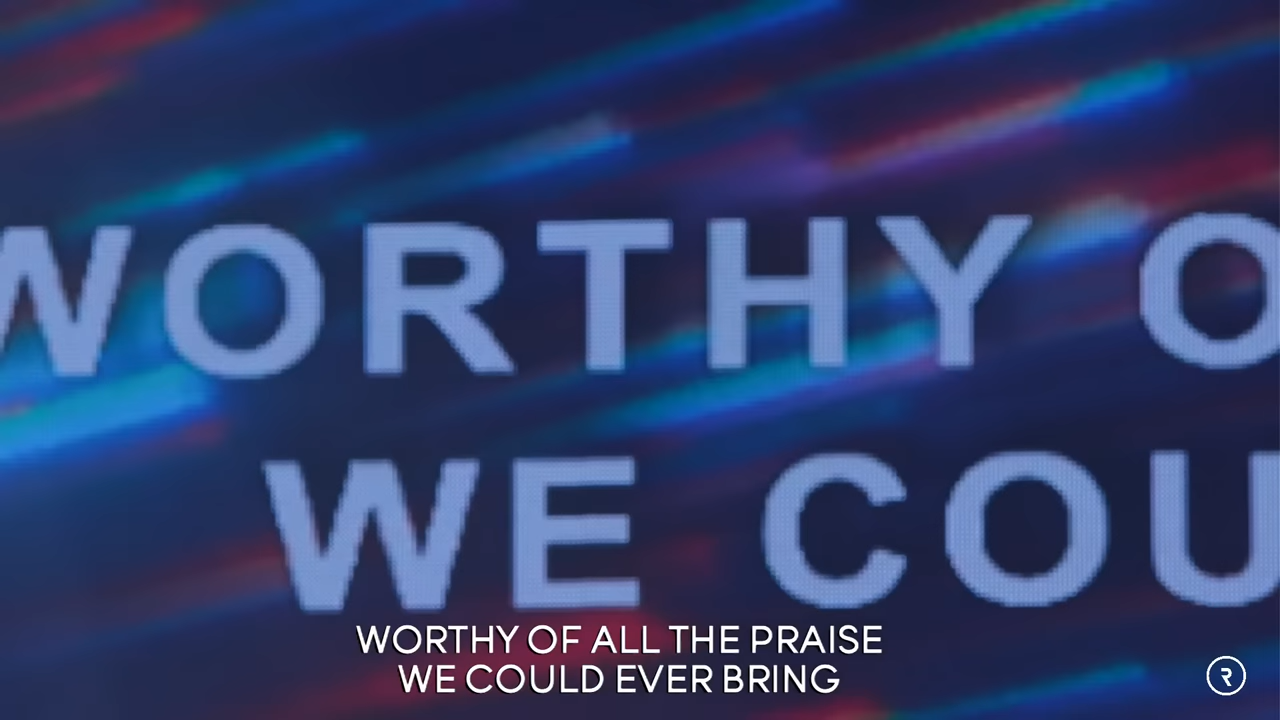 WORTHY O
WE COU
WORTHY OF ALL THE PRAISE
WE COULD EVER BRING
R